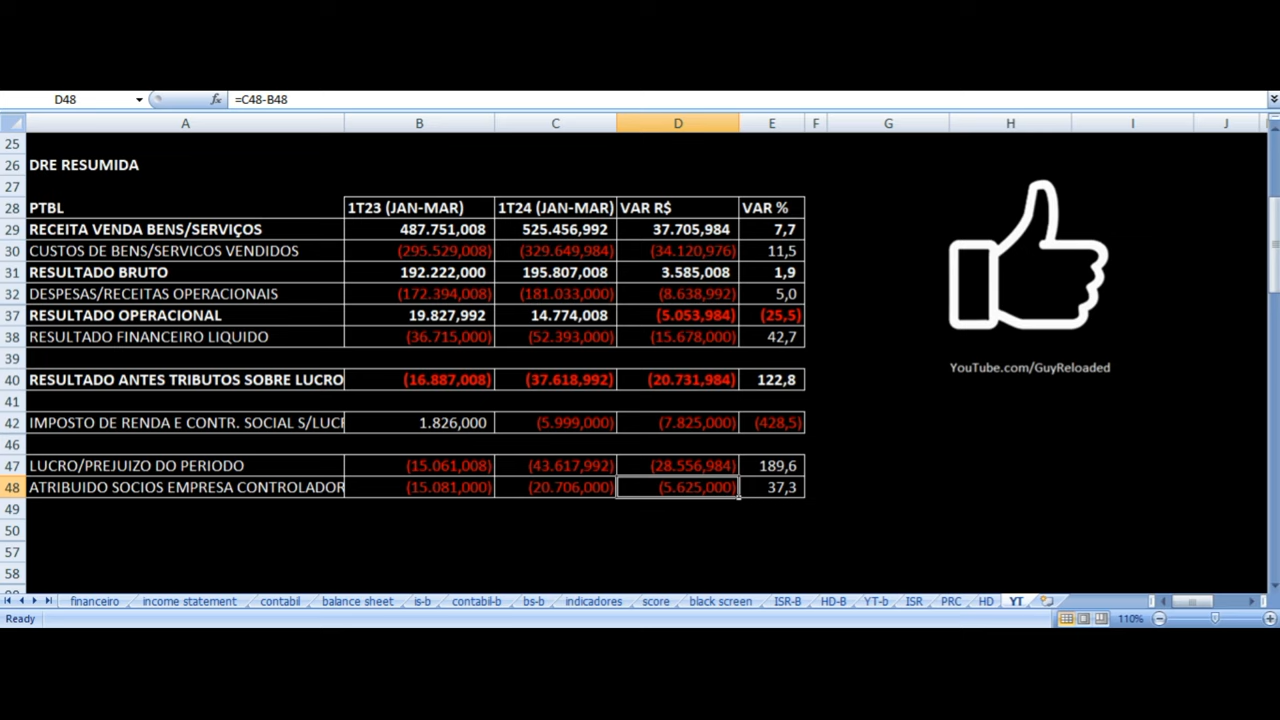 D48 fx =C48-B48
A B C D E F G H I J
25
26 DRE RESUMIDA
27
28 PTBL 1T23 (JAN-MAR) 1T24 (JAN-MAR) VAR R$ VAR %
29 RECEITA VENDA BENS/SERVIÇOS 487.751,008 525.456,992 37.705,984 7,7
30 CUSTOS DE BENS/SERVICOS VENDIDOS (295.529,008) (329.649,984) (34.120,976) 11,5
31 RESULTADO BRUTO 192.222,000 195.807,008 3.585,008 1,9
32 DESPESAS/RECEITAS OPERACIONAIS (172.394,008) (181.033,000) (8.638,992) 5,0
37 RESULTADO OPERACIONAL 19.827,992 14.774,008 (5.053,984) (25,5)
38 RESULTADO FINANCEIRO LIQUIDO (36.715,000) (52.393,000) (15.678,000) 42,7
39
40 RESULTADO ANTES TRIBUTOS SOBRE LUCRO (16.887,008) (37.618,992) (20.731,984) 122,8
41
42 IMPOSTO DE RENDA E CONTR. SOCIAL S/LUCR 1.826,000 (5.999,000) (7.825,000) (428,5)
46
47 LUCRO/PREJUIZO DO PERIODO (15.061,008) (43.617,992) (28.556,984) 189,6
48 ATRIBUIDO SOCIOS EMPRESA CONTROLADOR (15.081,000) (20.706,000) (5.625,000) 37,3
49
50
57
58
YouTube.com/GuyReloaded
financeiro income statement contabil balance sheet is-b contabil-b bs-b indicadores score black screen ISR-B HD-B YT-b ISR PRC HD YT
Ready 110%